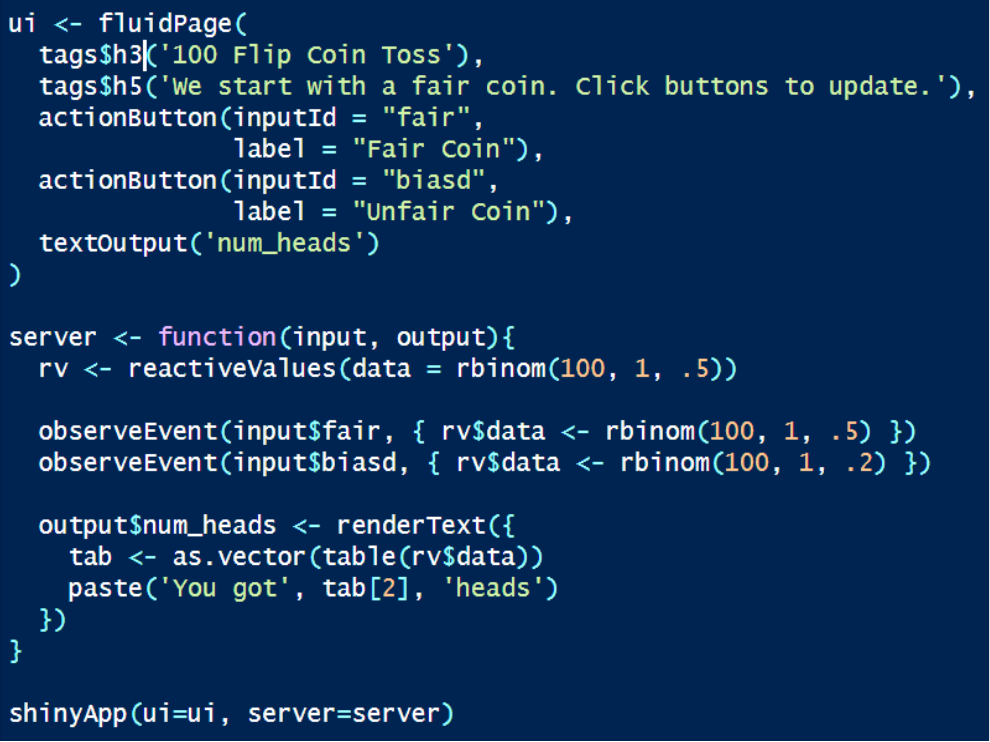 ui <- fluidPage(
  tags$h3('100 Flip Coin Toss'),
  tags$h5('We start with a fair coin. Click buttons to update.'),
  actionButton(inputId = "fair",
               label = "Fair Coin"),
  actionButton(inputId = "biasd",
               label = "Unfair Coin"),
  textOutput('num_heads')
)

server <- function(input, output){
  rv <- reactiveValues(data = rbinom(100, 1, .5))

  observeEvent(input$fair, { rv$data <- rbinom(100, 1, .5) })
  observeEvent(input$biasd, { rv$data <- rbinom(100, 1, .2) })

  output$num_heads <- renderText({
    tab <- as.vector(table(rv$data))
    paste('You got', tab[2], 'heads')
  })
}

shinyApp(ui=ui, server=server)